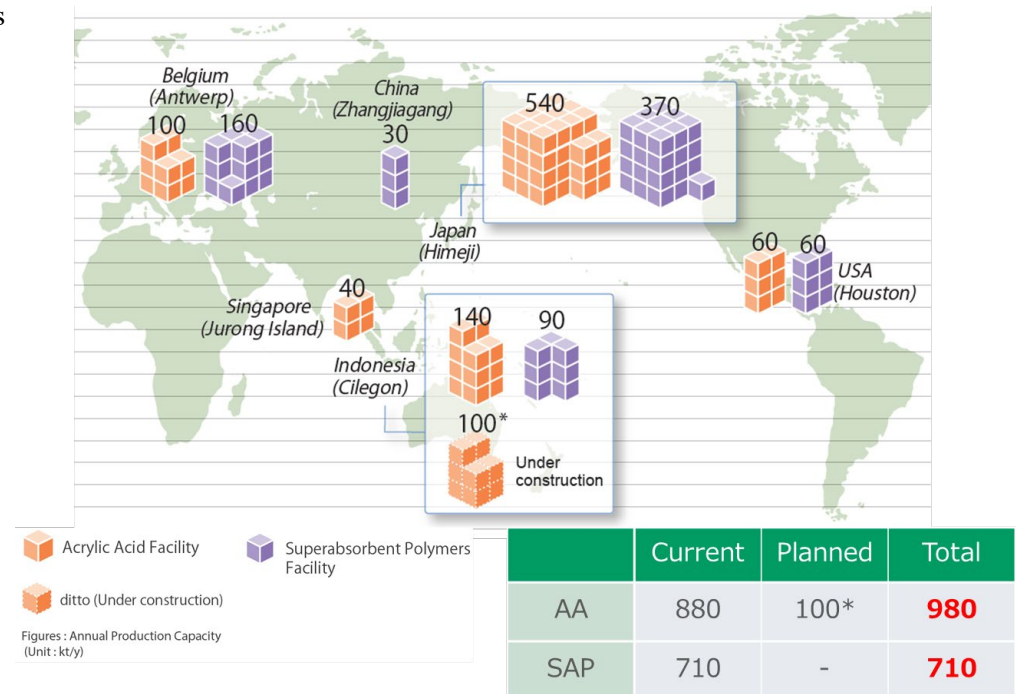 s
Belgium
(Antwerp)
100
160
China
(Zhangjiagang)
30
540
370
Japan
(Himeji)
60
60
USA
(Houston)
40
Singapore
(Jurong Island)
Indonesia
(Cilegon)
140
90
100*
Under
construction
Acrylic Acid Facility
Superabsorbent Polymers
Facility
ditto (Under construction)
Figures : Annual Production Capacity
(Unit : kt/y)
Current Planned Total
AA 880 100* 980
SAP 710 - 710